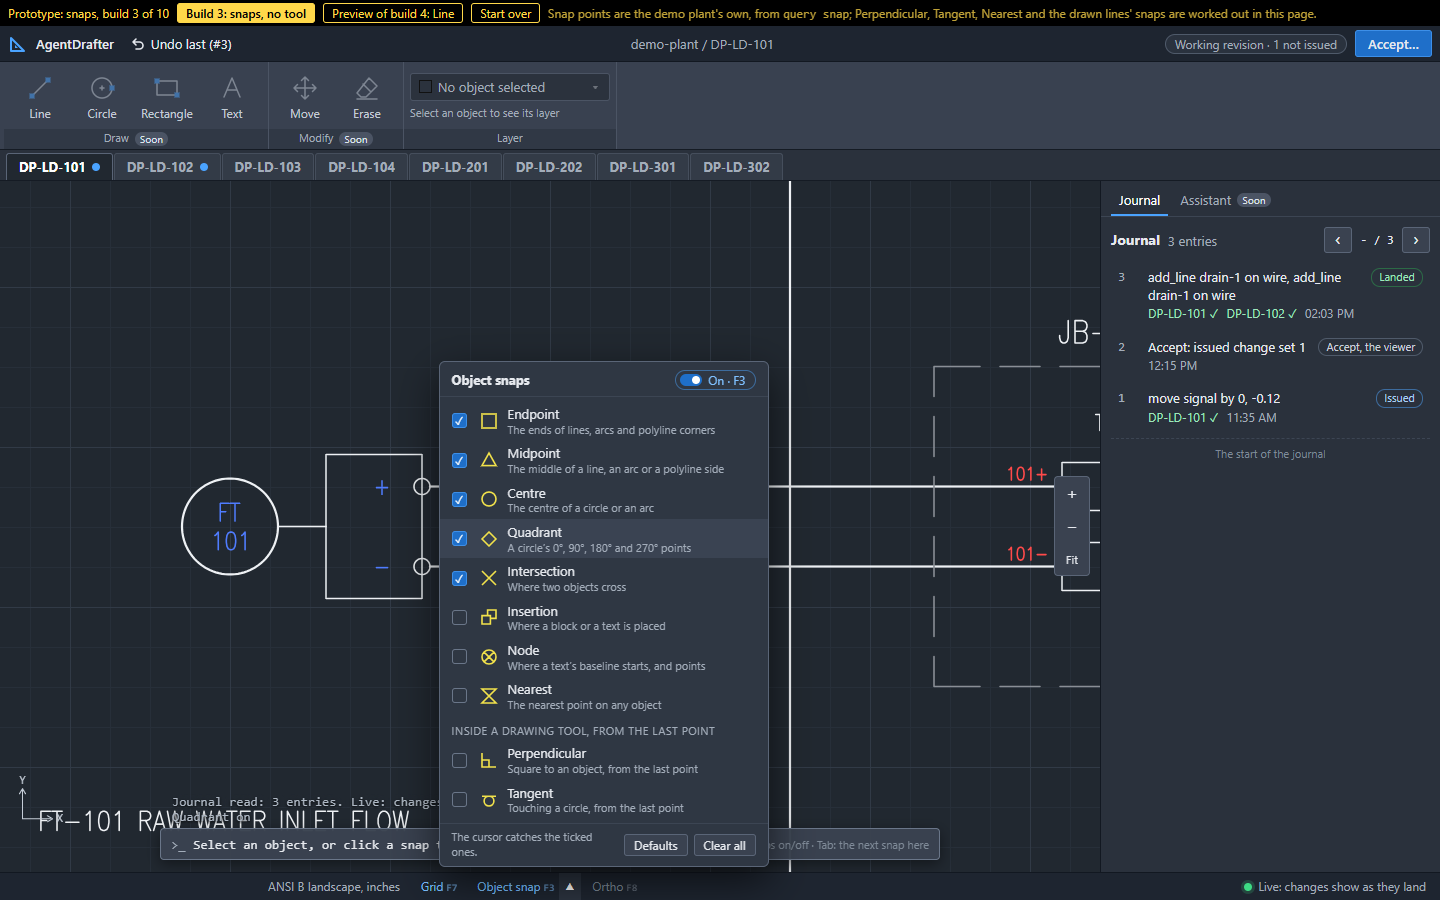 Prototype: snaps, build 3 of 10 Build 3: snaps, no tool Preview of build 4: Line Start over Snap points are the demo plant's own, from query snap; Perpendicular, Tangent, Nearest and the drawn lines' snaps are worked out in this page.
AgentDrafter Undo last (#3) demo-plant / DP-LD-101 Working revision · 1 not issued Accept...
Line Circle Rectangle Text Move Erase No object selected
Select an object to see its layer
Draw Soon Modify Soon Layer
DP-LD-101 DP-LD-102 DP-LD-103 DP-LD-104 DP-LD-201 DP-LD-202 DP-LD-301 DP-LD-302
Journal Assistant Soon
Journal 3 entries - / 3
3 add_line drain-1 on wire, add_line drain-1 on wire Landed
DP-LD-101 ✓ DP-LD-102 ✓ 02:03 PM
2 Accept: issued change set 1 Accept, the viewer
12:15 PM
1 move signal by 0, -0.12 Issued
DP-LD-101 ✓ 11:35 AM
The start of the journal
JB-
T
101+
101−
+
−
Fit
FT
101
+
−
Object snaps On · F3
Endpoint
The ends of lines, arcs and polyline corners
Midpoint
The middle of a line, an arc or a polyline side
Centre
The centre of a circle or an arc
Quadrant
A circle's 0°, 90°, 180° and 270° points
Intersection
Where two objects cross
Insertion
Where a block or a text is placed
Node
Where a text's baseline starts, and points
Nearest
The nearest point on any object
INSIDE A DRAWING TOOL, FROM THE LAST POINT
Perpendicular
Square to an object, from the last point
Tangent
Touching a circle, from the last point
The cursor catches the ticked ones. Defaults Clear all
Y
X
Journal read: 3 entries. Live: changes
Quadrant on
FT-101 RAW WATER INLET FLOW
>_ Select an object, or click a snap on/off · Tab: the next snap here
ANSI B landscape, inches Grid F7 Object snap F3 ▲ Ortho F8 Live: changes show as they land